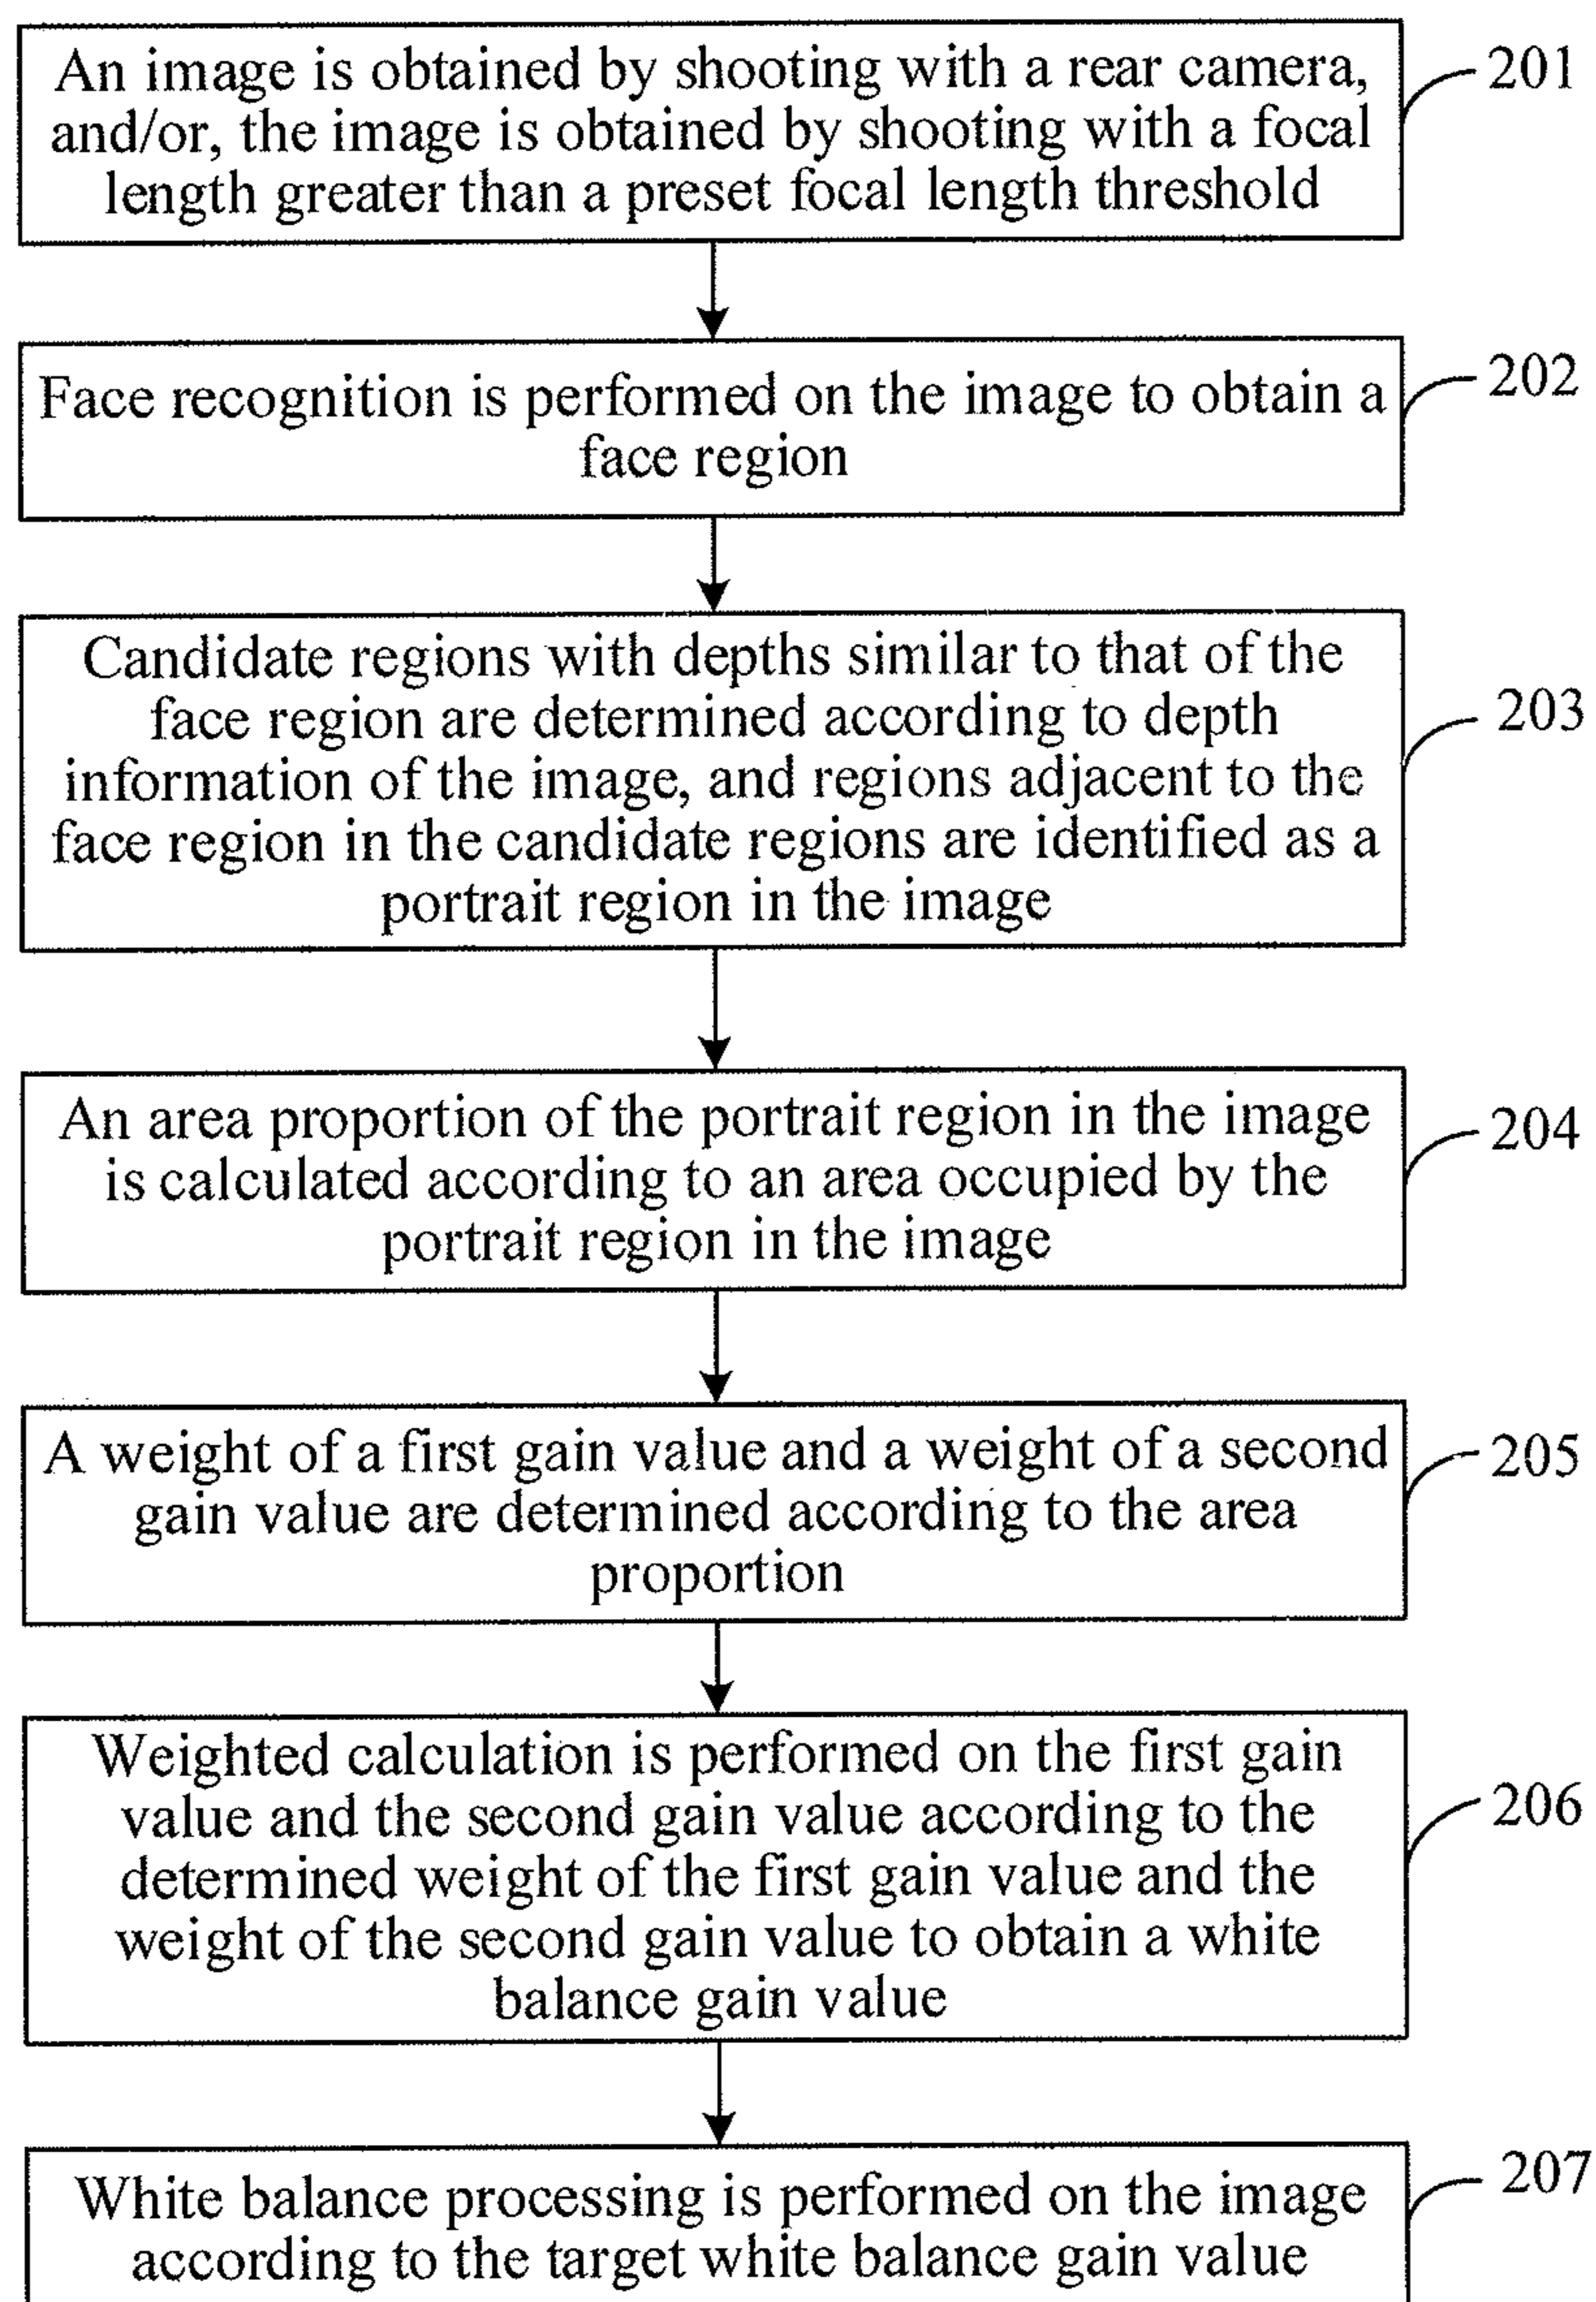 An image is obtained by shooting with a rear camera,
and/or, the image is obtained by shooting with a focal
length greater than a preset focal length threshold
201
Face recognition is performed on the image to obtain a
face region
202
Candidate regions with depths similar to that of the
face region are determined according to depth
information of the image, and regions adjacent to the
face region in the candidate regions are identified as a
portrait region in the image
203
An area proportion of the portrait region in the image
is calculated according to an area occupied by the
portrait region in the image
204
A weight of a first gain value and a weight of a second
gain value are determined according to the area
proportion
205
Weighted calculation is performed on the first gain
value and the second gain value according to the
determined weight of the first gain value and the
weight of the second gain value to obtain a white
balance gain value
206
White balance processing is performed on the image
according to the target white balance gain value
207